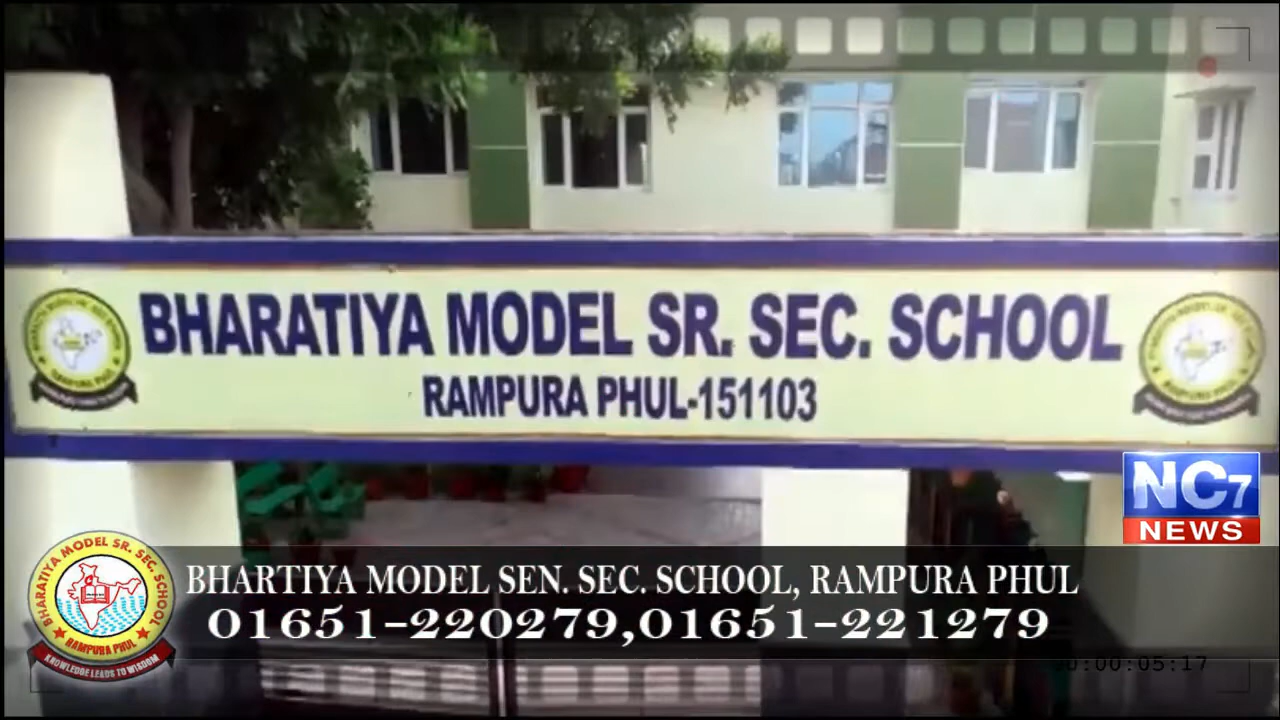 BHARATIYA MODEL SR. SEC. SCHOOL
RAMPURA PHUL-151103
NC7
NEWS
BHARATIYA MODEL SR. SEC. SCHOOL
RAMPURA PHUL
KNOWLEDGE LEADS TO WISDOM
BHARTIYA MODEL SEN. SEC. SCHOOL, RAMPURA PHUL
01651-220279,01651-221279
0:00:05:17